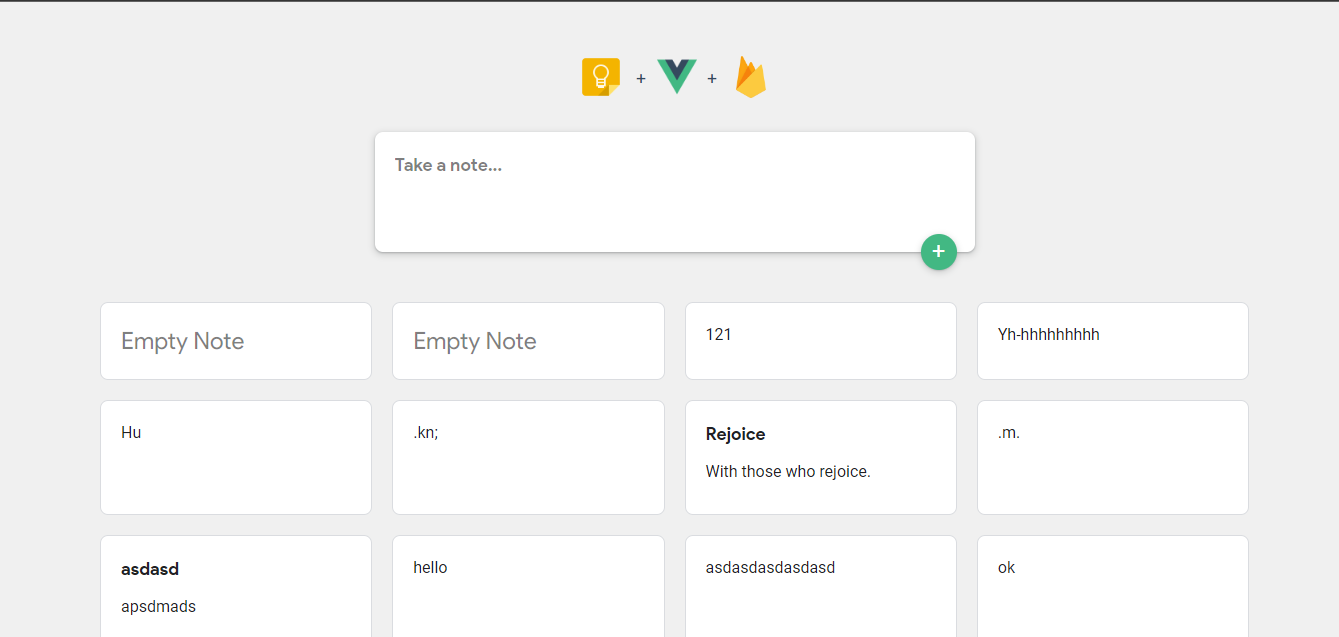 + +
Take a note...
+
Empty Note
Empty Note
121
Yh-hhhhhhhhh
Hu
.kn;
Rejoice
With those who rejoice.
.m.
asdasd
apsdmads
hello
asdasdasdasdasd
ok